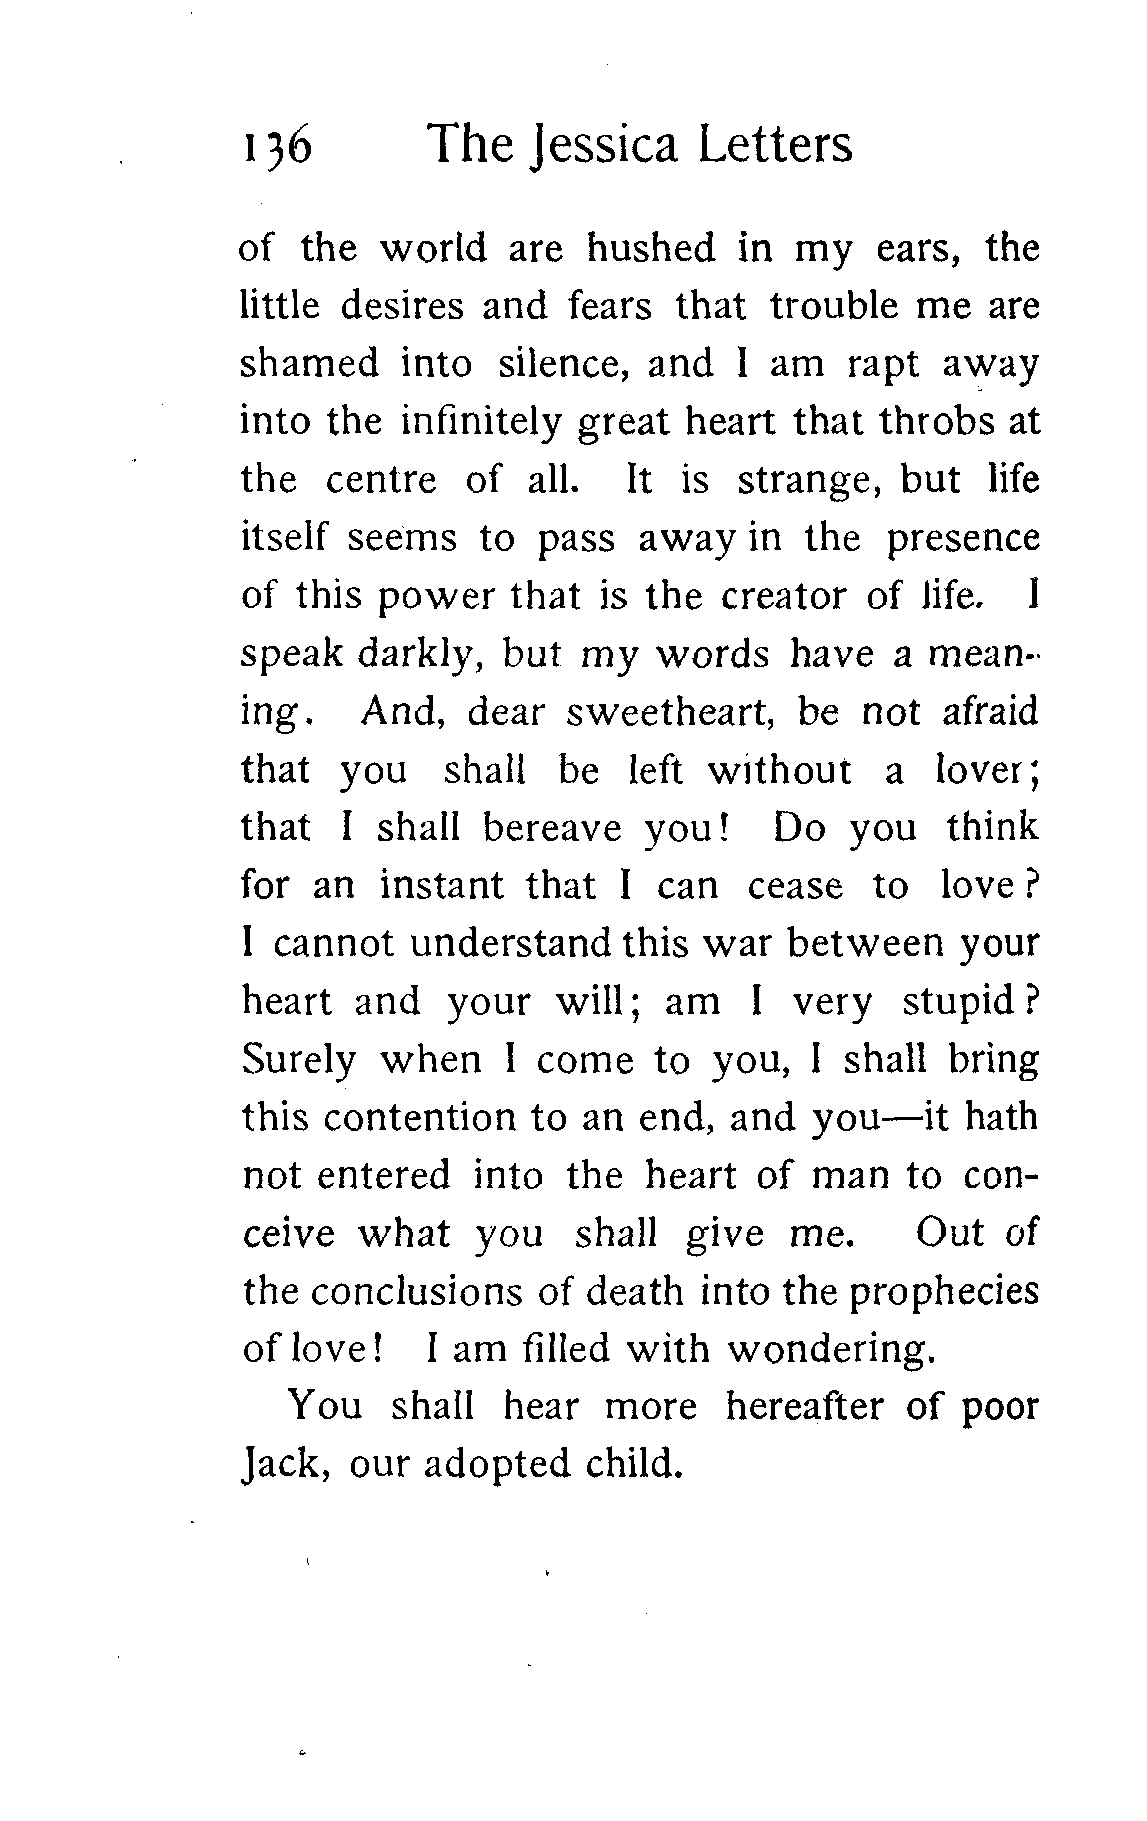 136 The Jessica Letters
of the world are hushed in my ears, the
little desires and fears that trouble me are
shamed into silence, and I am rapt away
into the infinitely great heart that throbs at
the centre of all. It is strange, but life
itself seems to pass away in the presence
of this power that is the creator of life. I
speak darkly, but my words have a mean-
ing. And, dear sweetheart, be not afraid
that you shall be left without a lover;
that I shall bereave you! Do you think
for an instant that I can cease to love?
I cannot understand this war between your
heart and your will; am I very stupid?
Surely when I come to you, I shall bring
this contention to an end, and you—it hath
not entered into the heart of man to con-
ceive what you shall give me. Out of
the conclusions of death into the prophecies
of love! I am filled with wondering.
You shall hear more hereafter of poor
Jack, our adopted child.